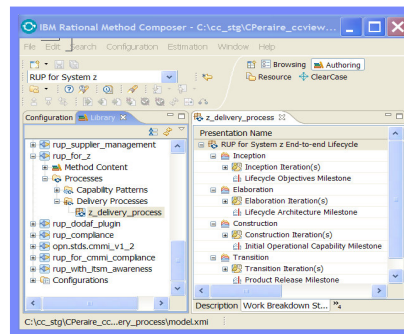 IBM Rational Method Composer - C:\cc_stg\CPeraire_ccview...
File Edit Search Configuration Estimation Window Help
Browsing Authoring
RUP for System z
Resource ClearCase
Configuration Library
z_delivery_process
rup_supplier_management
rup_for_z
Method Content
Processes
Capability Patterns
Delivery Processes
z_delivery_process
rup_dodaf_plugin
rup_compliance
opn.stds.cmmi_v1_2
rup_for_cmmi_compliance
rup_with_itsm_awareness
Configurations
Presentation Name
RUP for System z End-to-end Lifecycle
Inception
Inception Iteration(s)
Lifecycle Objectives Milestone
Elaboration
Elaboration Iteration(s)
Lifecycle Architecture Milestone
Construction
Construction Iteration(s)
Initial Operational Capability Milestone
Transition
Transition Iteration(s)
Product Release Milestone
Description Work Breakdown St... »4
C:\cc_stg\CPeraire_cc...ery_process\model.xmi